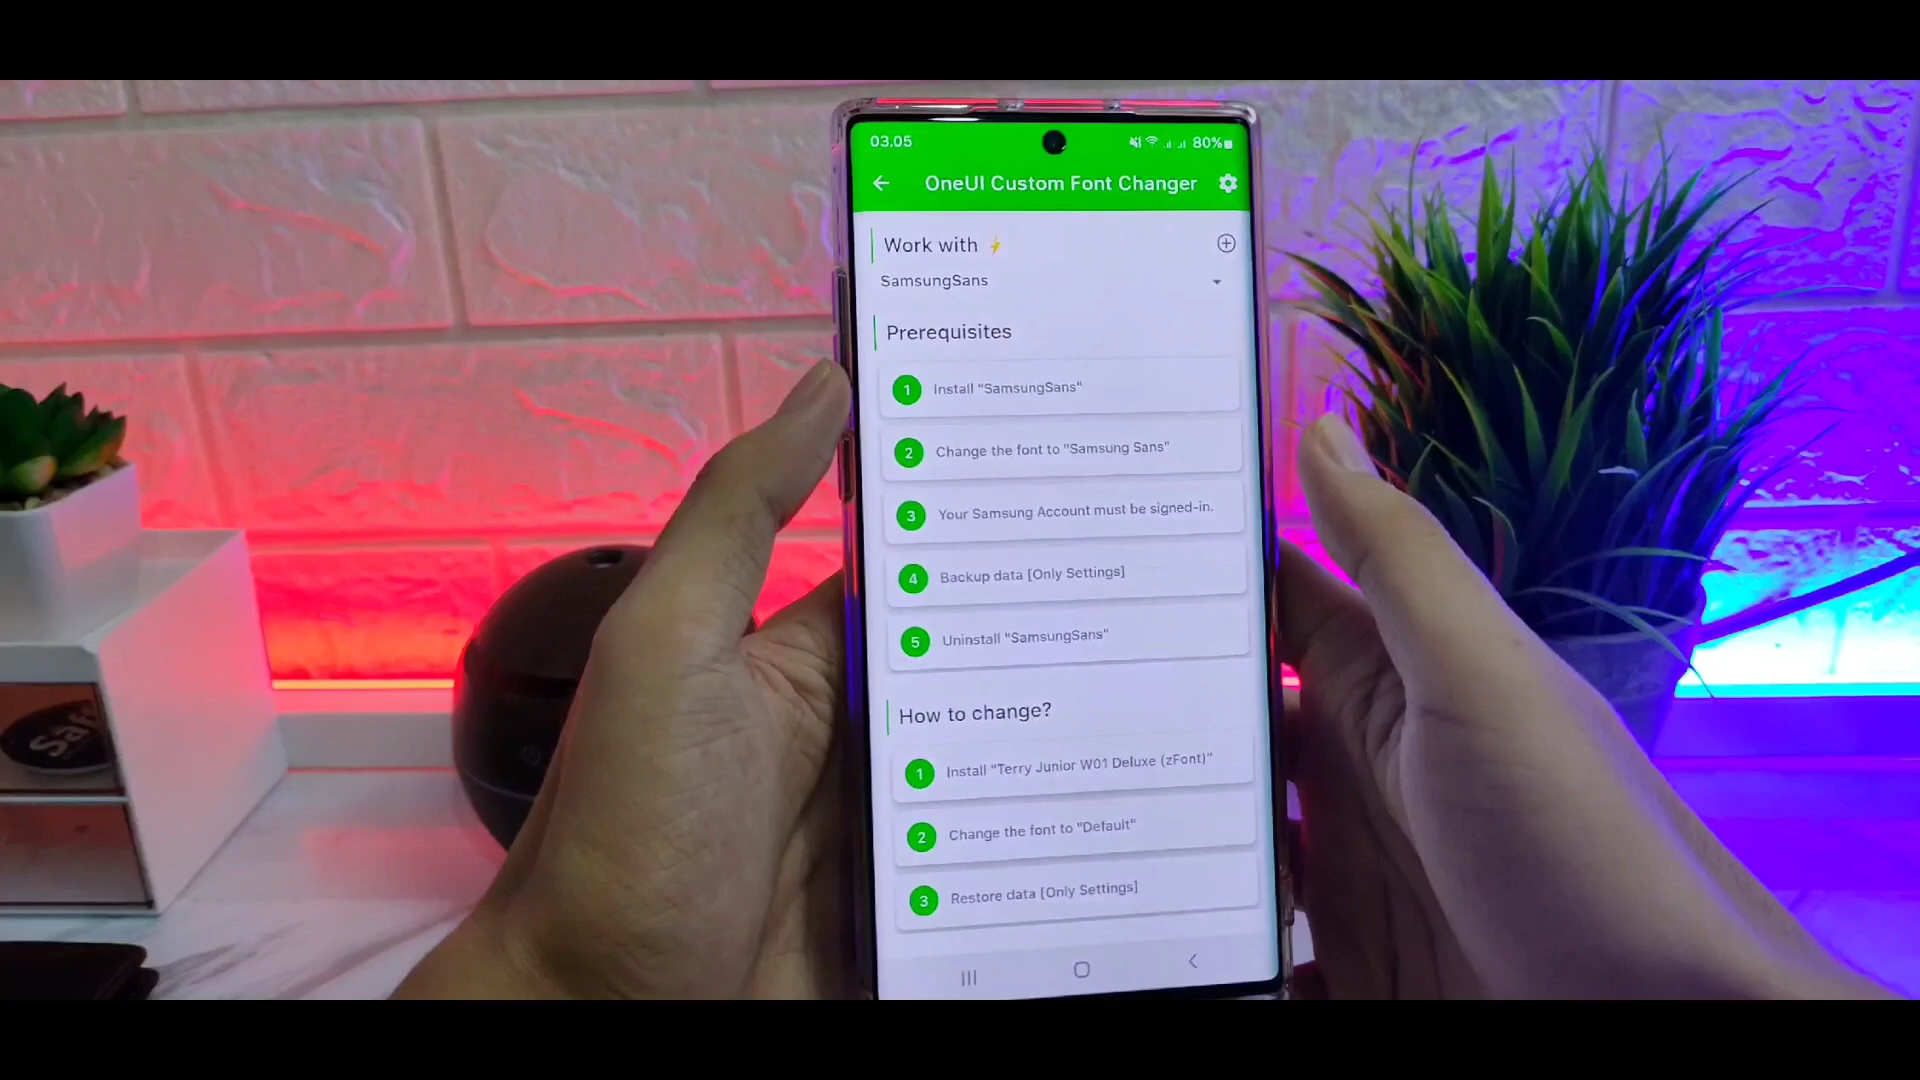 03.05
80%
OneUI Custom Font Changer
Work with ⚡
SamsungSans
Prerequisites
1 Install "SamsungSans"
2 Change the font to "Samsung Sans"
3 Your Samsung Account must be signed-in.
4 Backup data [Only Settings]
5 Uninstall "SamsungSans"
How to change?
1 Install "Terry Junior W01 Deluxe (zFont)"
2 Change the font to "Default"
3 Restore data [Only Settings]